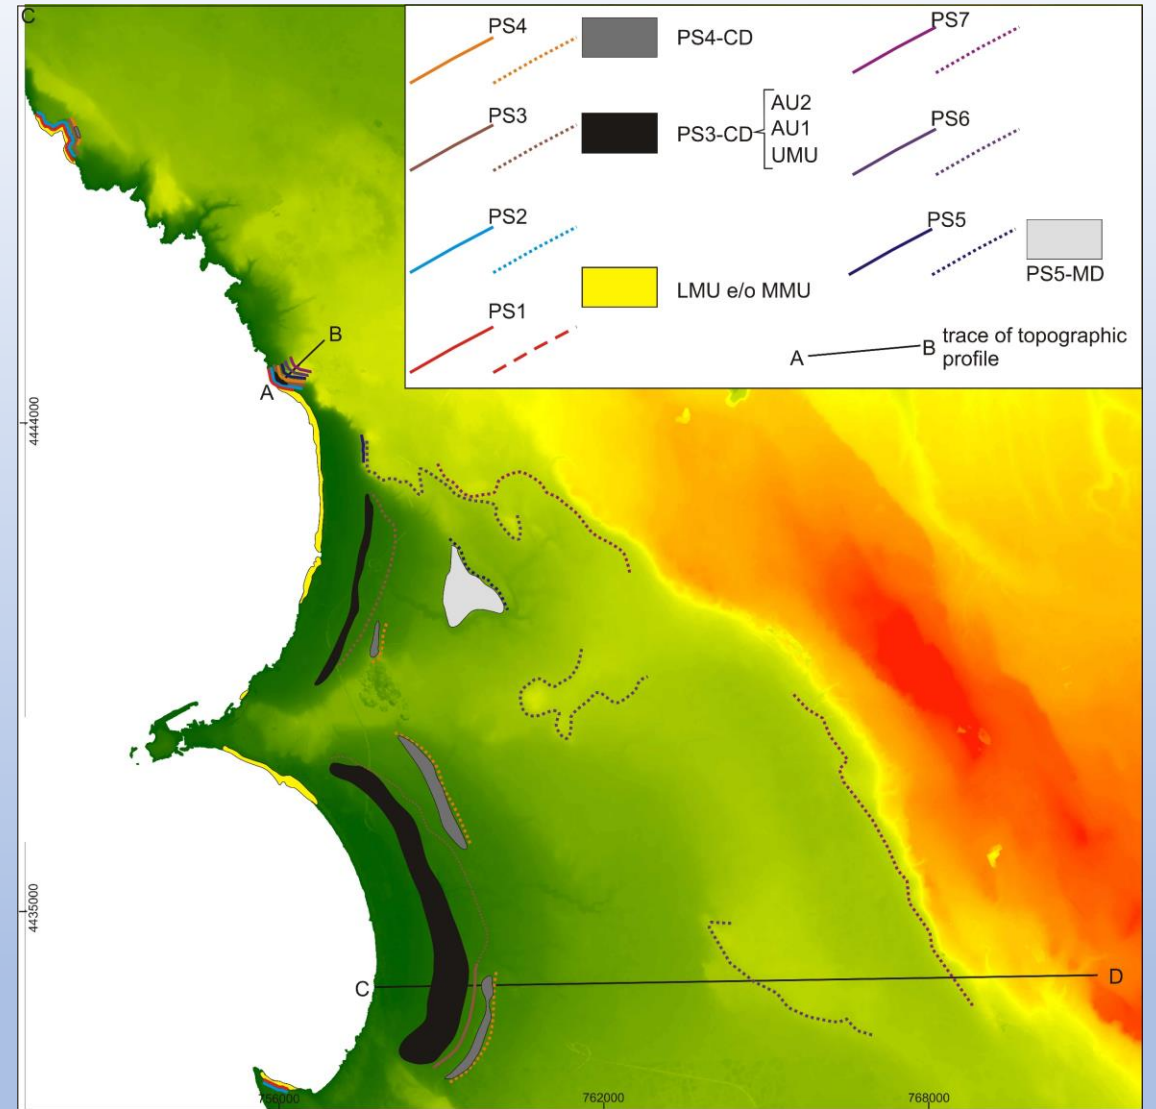 C
PS4
PS4-CD
PS7
PS3
PS3-CD
AU2
AU1
UMU
PS6
PS2
PS5
PS5-MD
LMU e/o MMU
PS1
A
B
trace of topographic
profile
B
A
4444000
4435000
C
D
756000
762000
768000